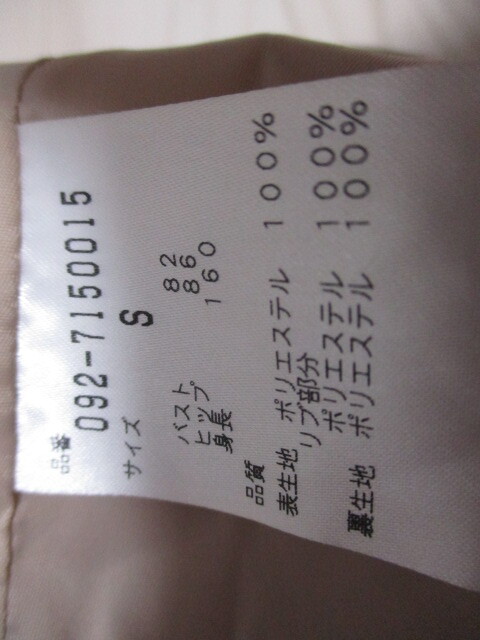 品番
092-7150015
サイズ S
バスト 82
ヒップ 86
身長 160
品質
表生地 ポリエステル 100%
リブ部分
ポリエステル 100%
裏生地 ポリエステル 100%